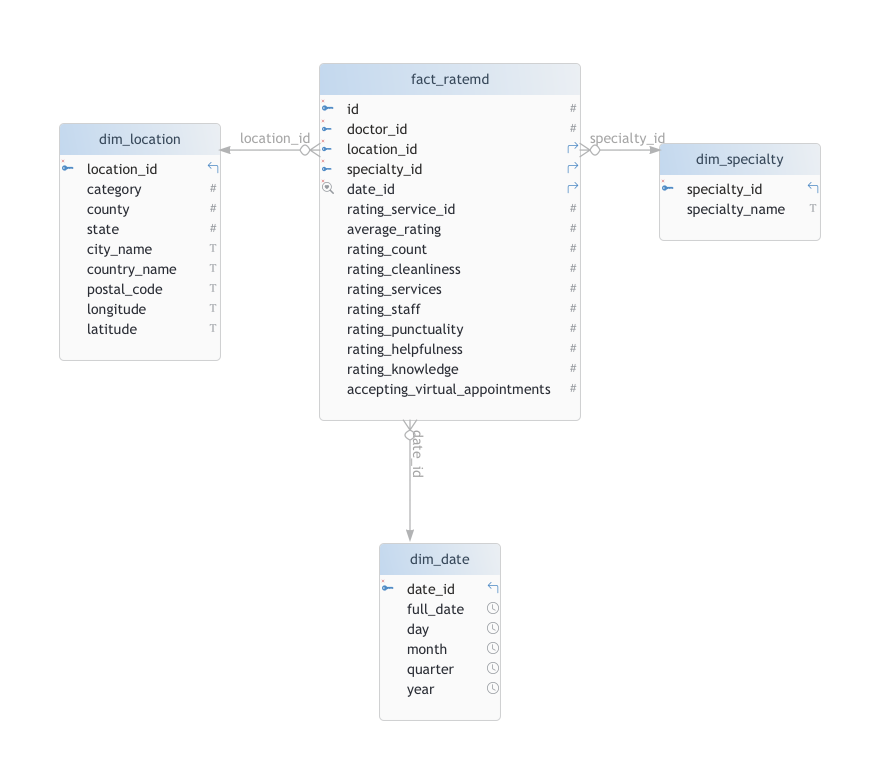 fact_ratemd
id #
doctor_id #
location_id
specialty_id
date_id
rating_service_id #
average_rating #
rating_count #
rating_cleanliness #
rating_services #
rating_staff #
rating_punctuality #
rating_helpfulness #
rating_knowledge #
accepting_virtual_appointments #
location_id
specialty_id
date_id
dim_location
location_id
category #
county #
state #
city_name T
country_name T
postal_code T
longitude T
latitude T
dim_specialty
specialty_id
specialty_name T
dim_date
date_id
full_date
day
month
quarter
year